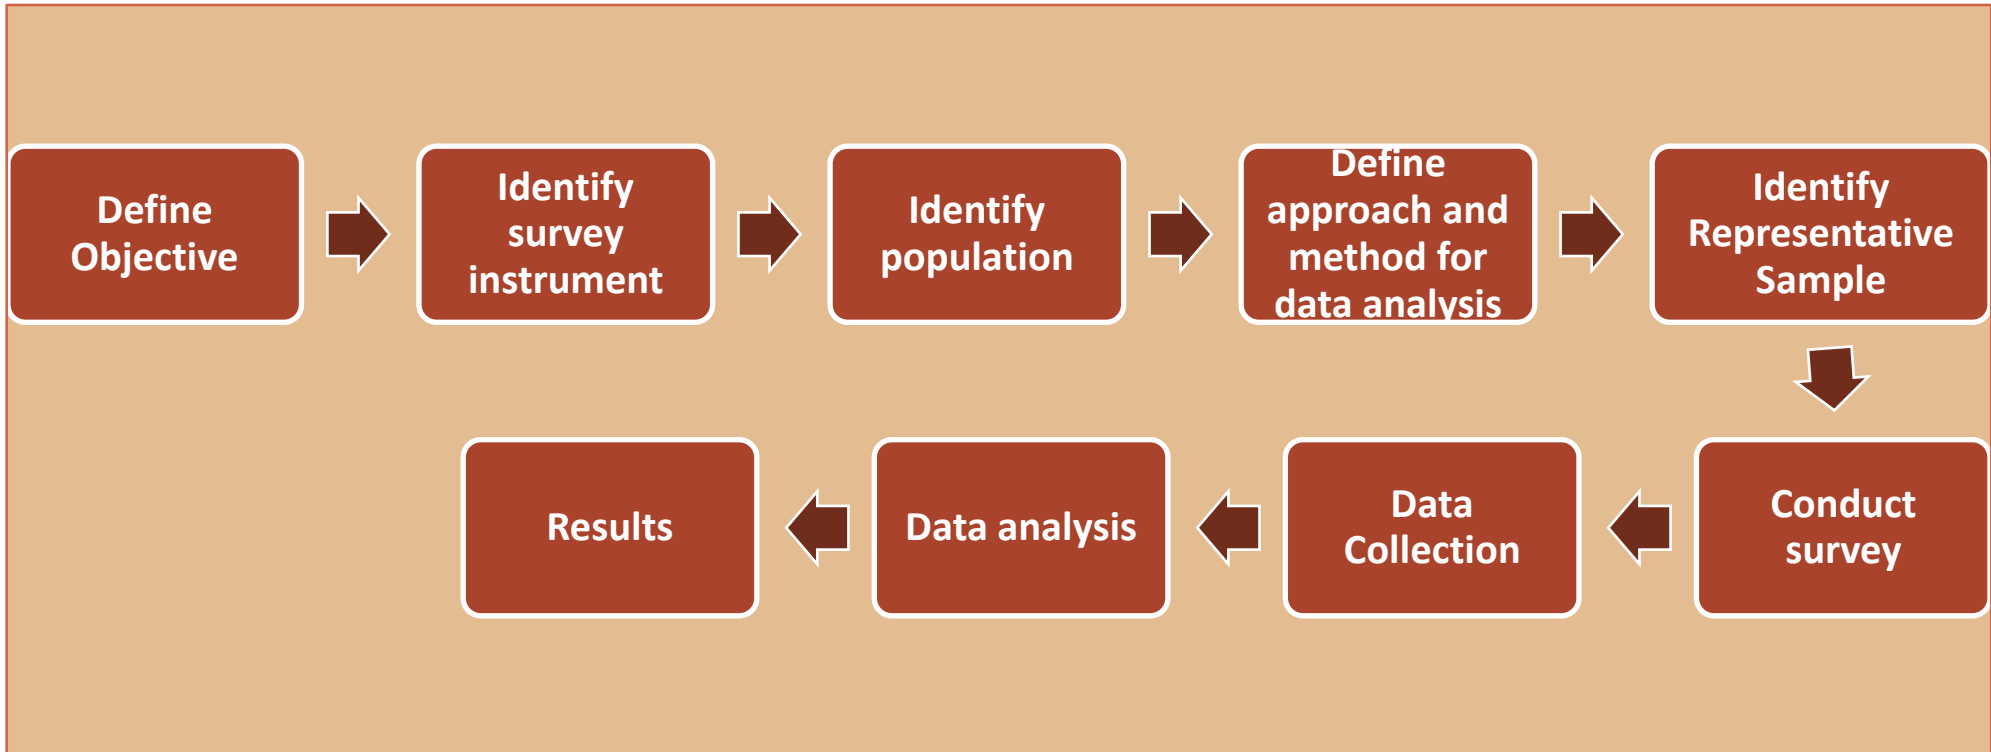 Define
Objective
Identify
survey
instrument
Identify
population
Define
approach and
method for
data analysis
Identify
Representative
Sample
Conduct
survey
Data
Collection
Data analysis
Results